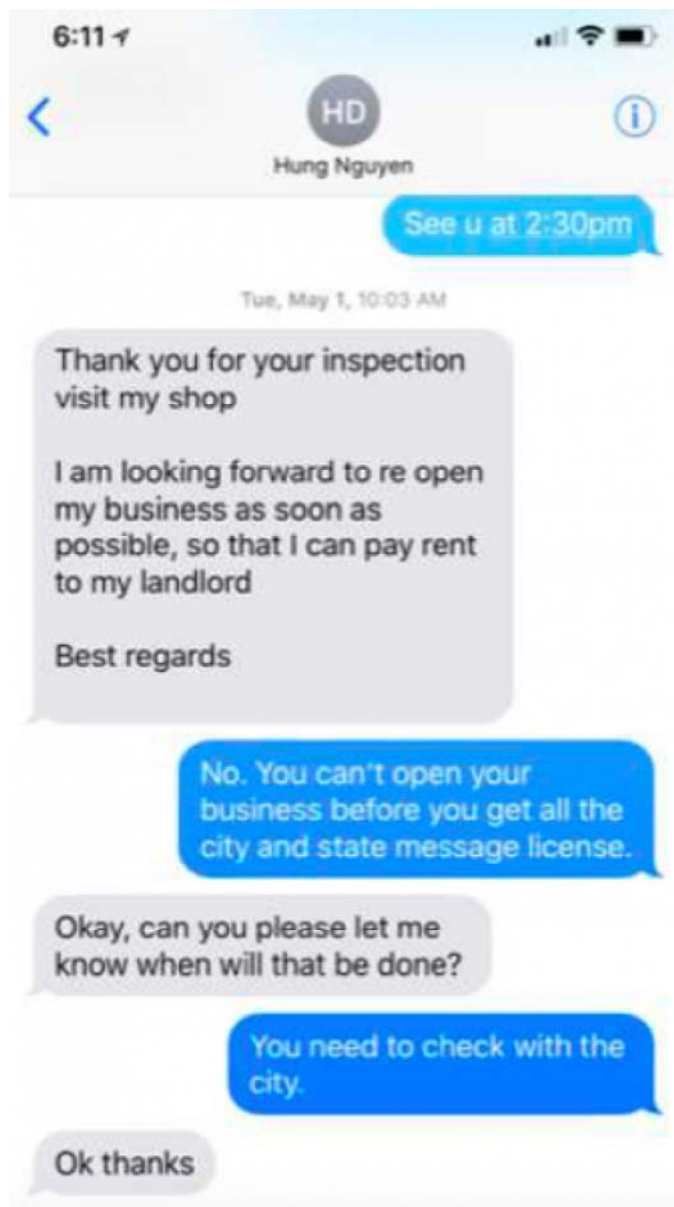 6:11
HD
Hung Nguyen
See u at 2:30pm
Tue, May 1, 10:03 AM
Thank you for your inspection
visit my shop
I am looking forward to re open
my business as soon as
possible, so that I can pay rent
to my landlord
Best regards
No. You can't open your
business before you get all the
city and state message license.
Okay, can you please let me
know when will that be done?
You need to check with the
city.
Ok thanks